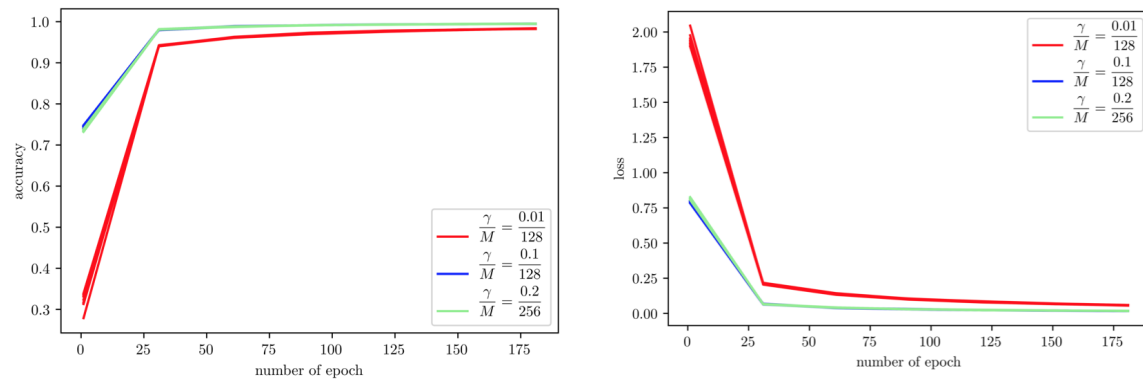 1.0
0.9
0.8
0.7
0.6
0.5
0.4
0.3
accuracy
γ/M = 0.01/128
γ/M = 0.1/128
γ/M = 0.2/256
0 25 50 75 100 125 150 175
number of epoch
2.00
1.75
1.50
1.25
1.00
0.75
0.50
0.25
0.00
loss
γ/M = 0.01/128
γ/M = 0.1/128
γ/M = 0.2/256
0 25 50 75 100 125 150 175
number of epoch